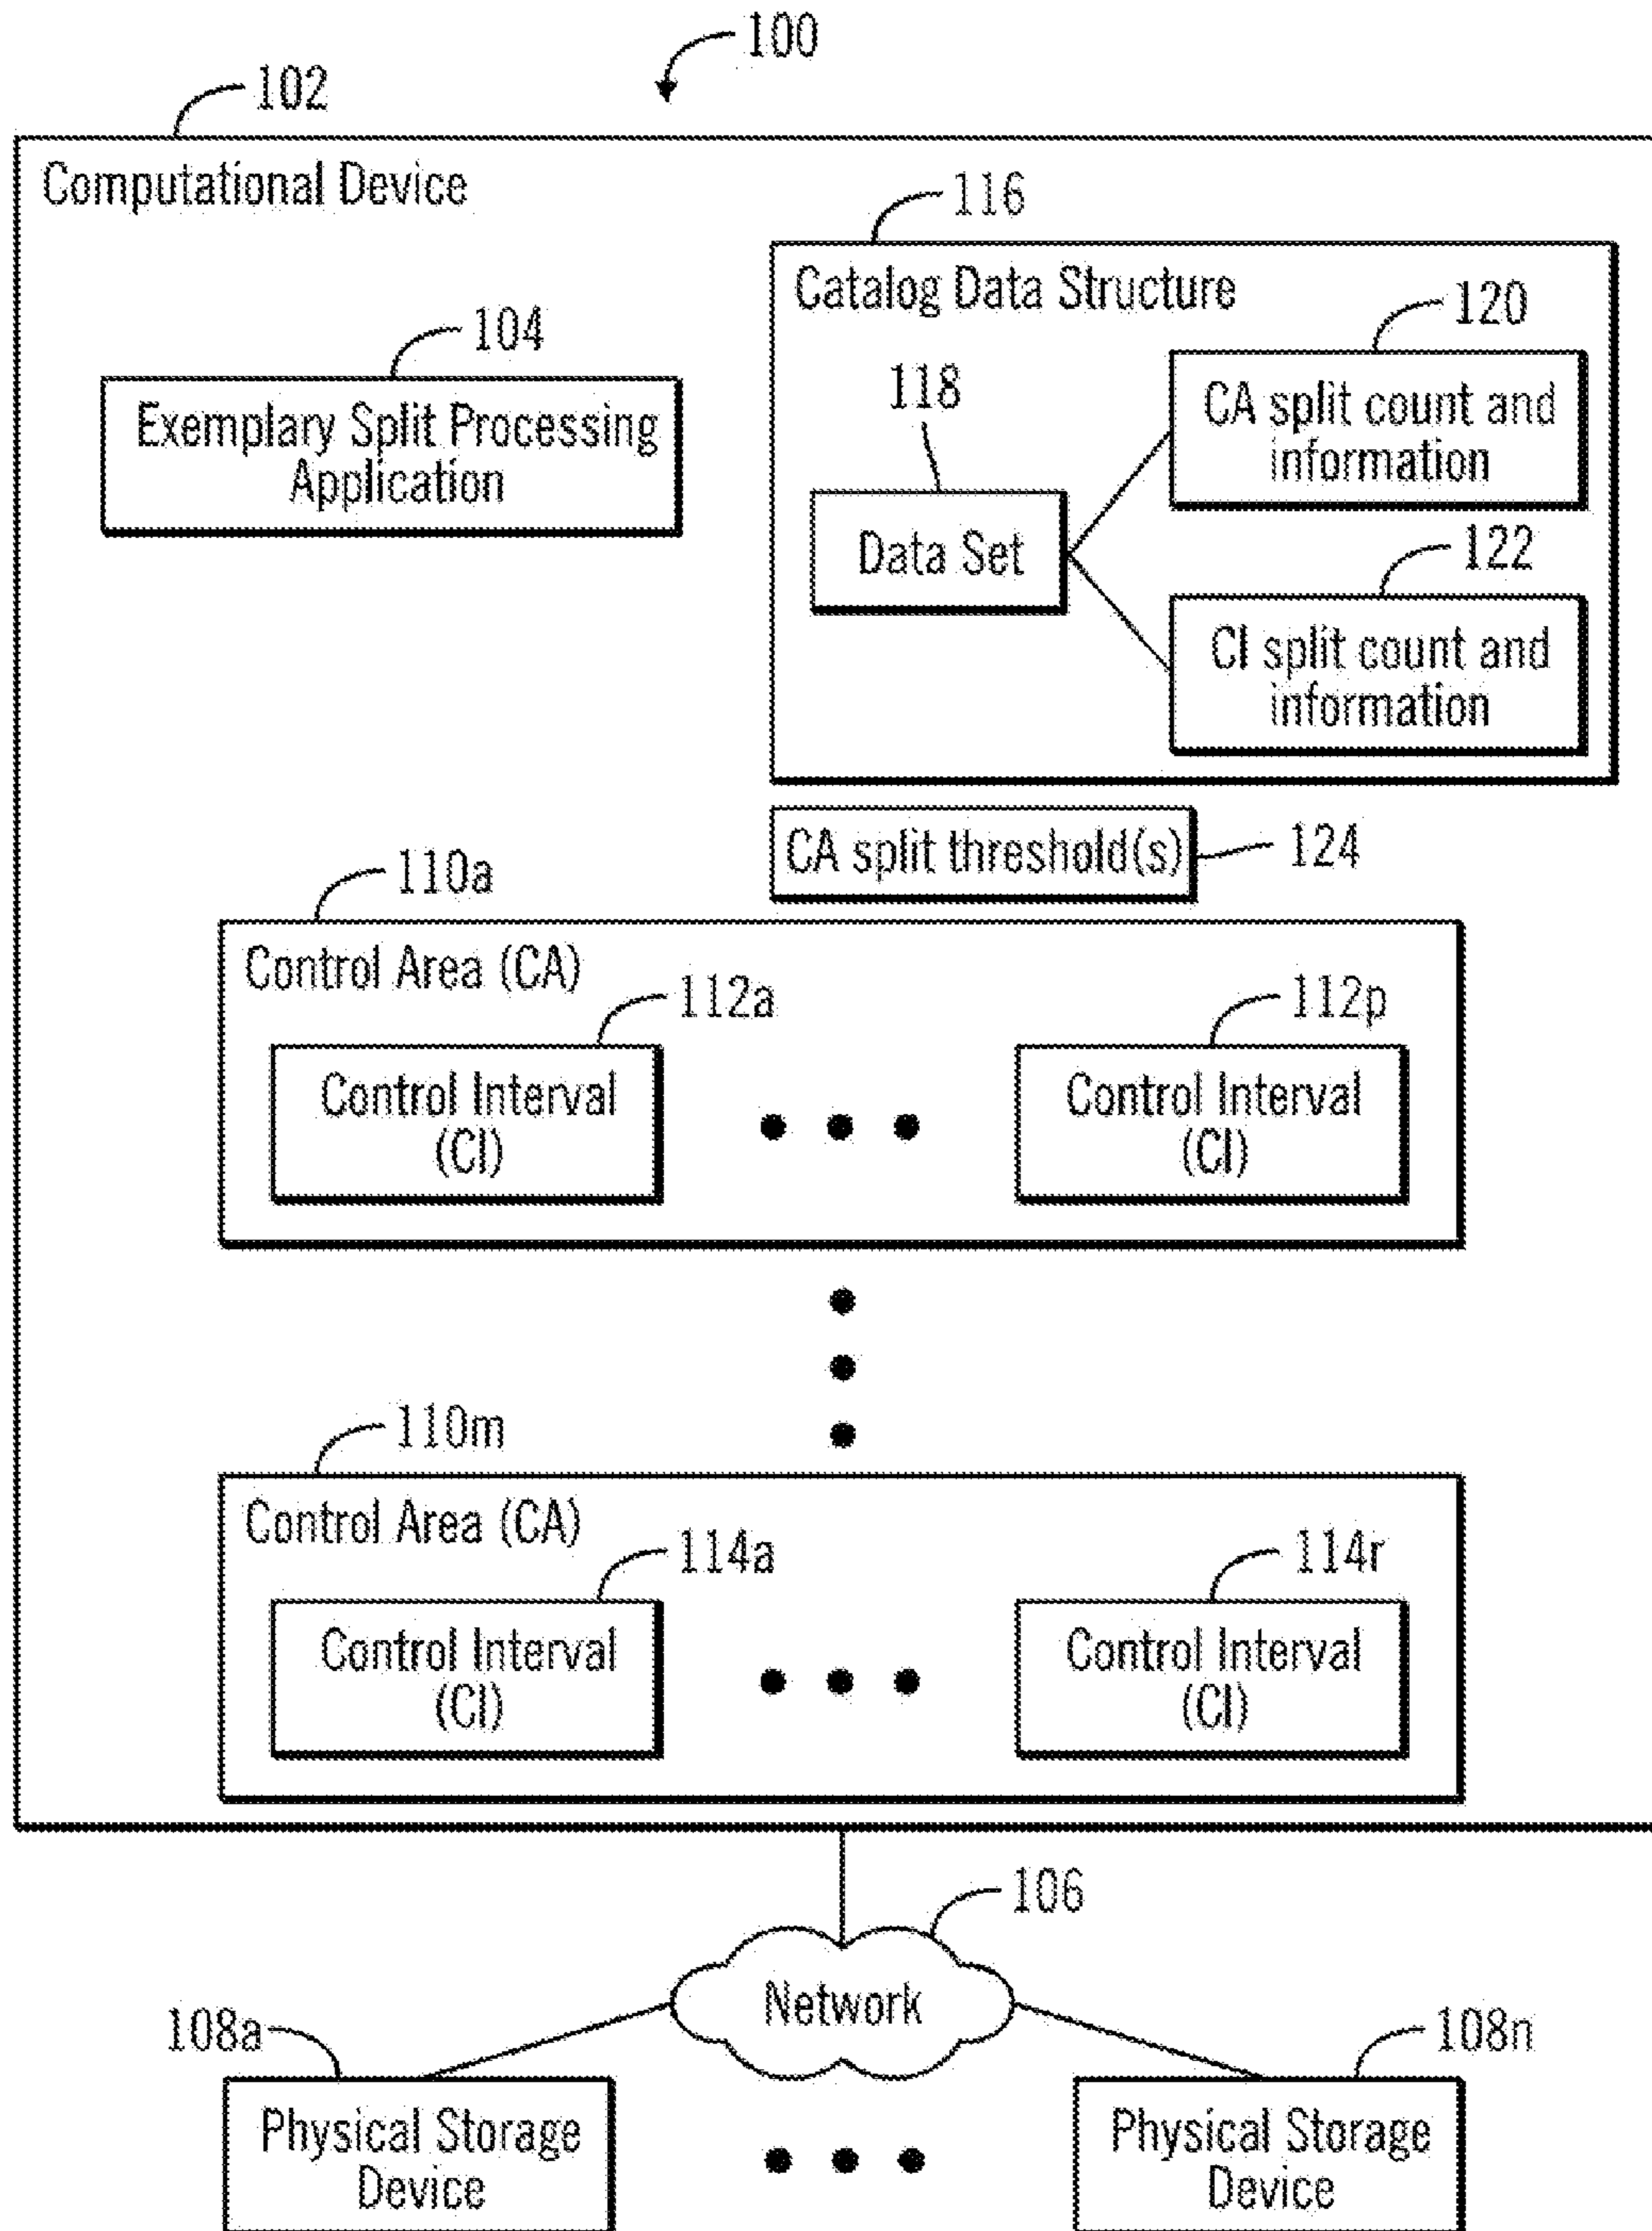 100
102
Computational Device
116
Catalog Data Structure
104
Exemplary Split Processing
Application
118
Data Set
120
CA split count and
information
122
CI split count and
information
CA split threshold(s)
124
110a
Control Area (CA)
112a
Control Interval
(CI)
112p
Control Interval
(CI)
110m
Control Area (CA)
114a
Control Interval
(CI)
114r
Control Interval
(CI)
106
Network
108a
Physical Storage
Device
108n
Physical Storage
Device